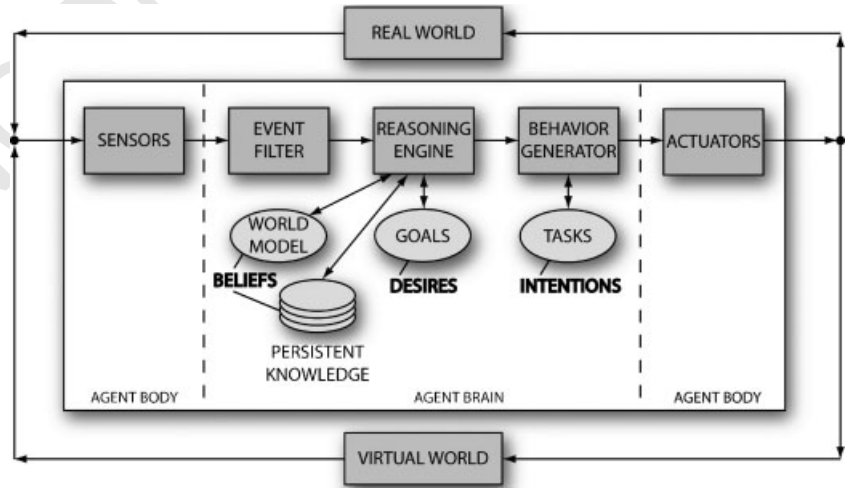 REAL WORLD
SENSORS
EVENT
FILTER
REASONING
ENGINE
BEHAVIOR
GENERATOR
ACTUATORS
WORLD
MODEL
GOALS
TASKS
BELIEFS
DESIRES
INTENTIONS
PERSISTENT
KNOWLEDGE
AGENT BODY
AGENT BRAIN
AGENT BODY
VIRTUAL WORLD